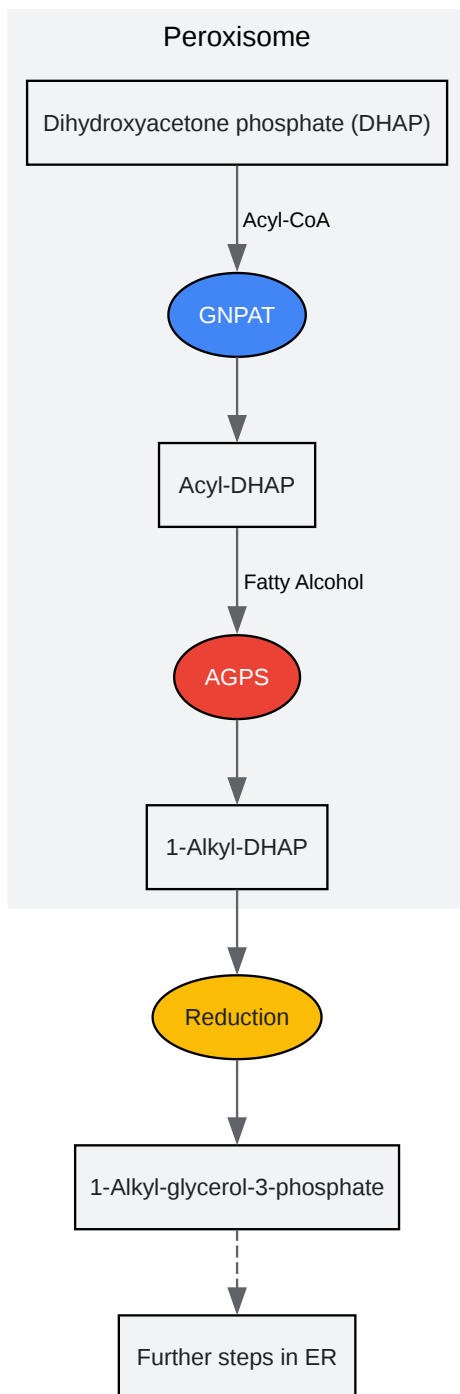 Peroxisome
Dihydroxyacetone phosphate (DHAP)
Acyl-CoA
GNPAT
Acyl-DHAP
Fatty Alcohol
AGPS
1-Alkyl-DHAP
Reduction
1-Alkyl-glycerol-3-phosphate
Further steps in ER